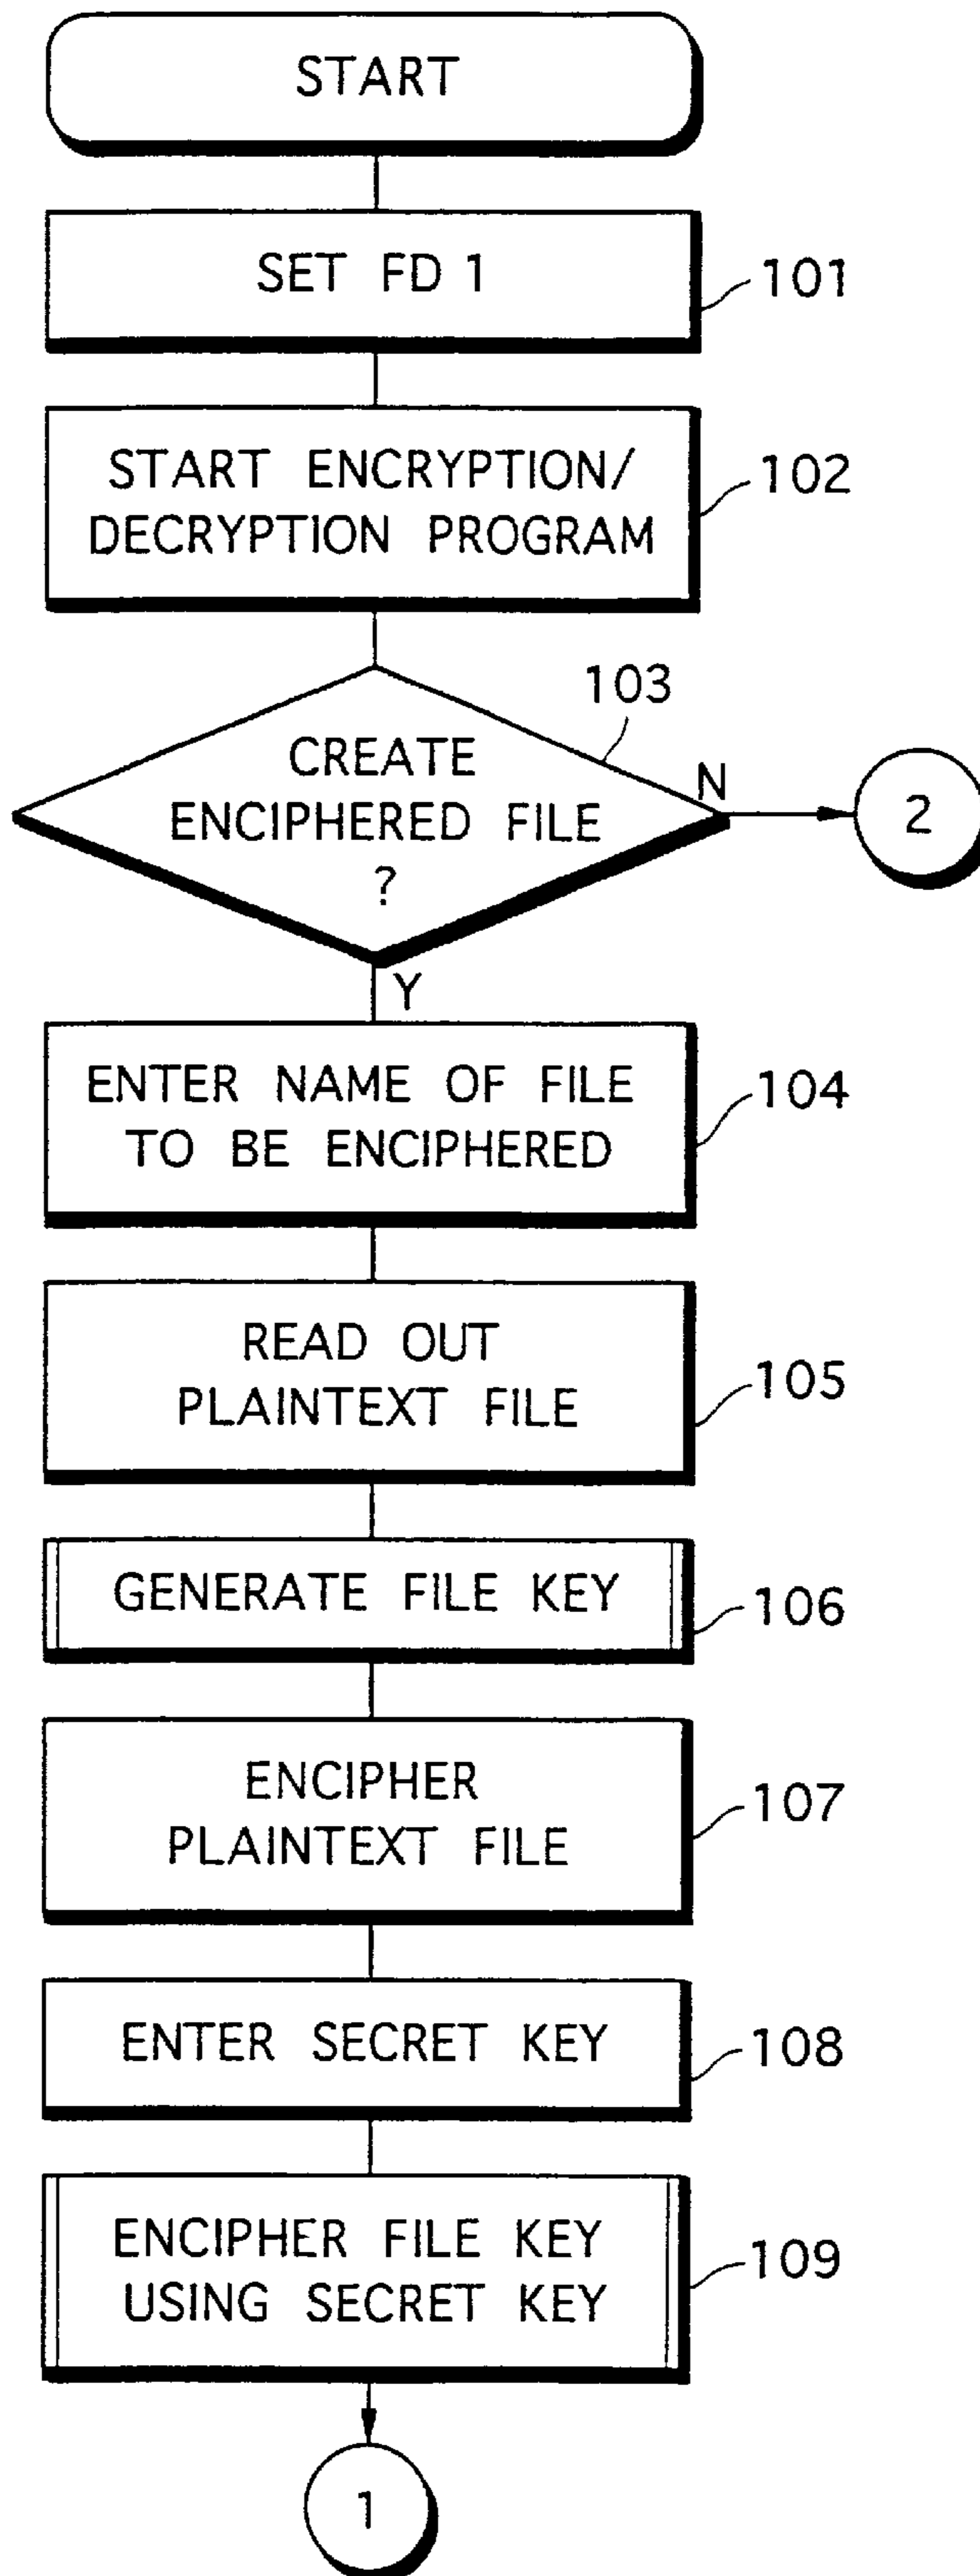 START
SET FD 1
101
START ENCRYPTION/
DECRYPTION PROGRAM
102
103
CREATE
ENCIPHERED FILE
?
N
2
Y
ENTER NAME OF FILE
TO BE ENCIPHERED
104
READ OUT
PLAINTEXT FILE
105
GENERATE FILE KEY
106
ENCIPHER
PLAINTEXT FILE
107
ENTER SECRET KEY
108
ENCIPHER FILE KEY
USING SECRET KEY
109
1